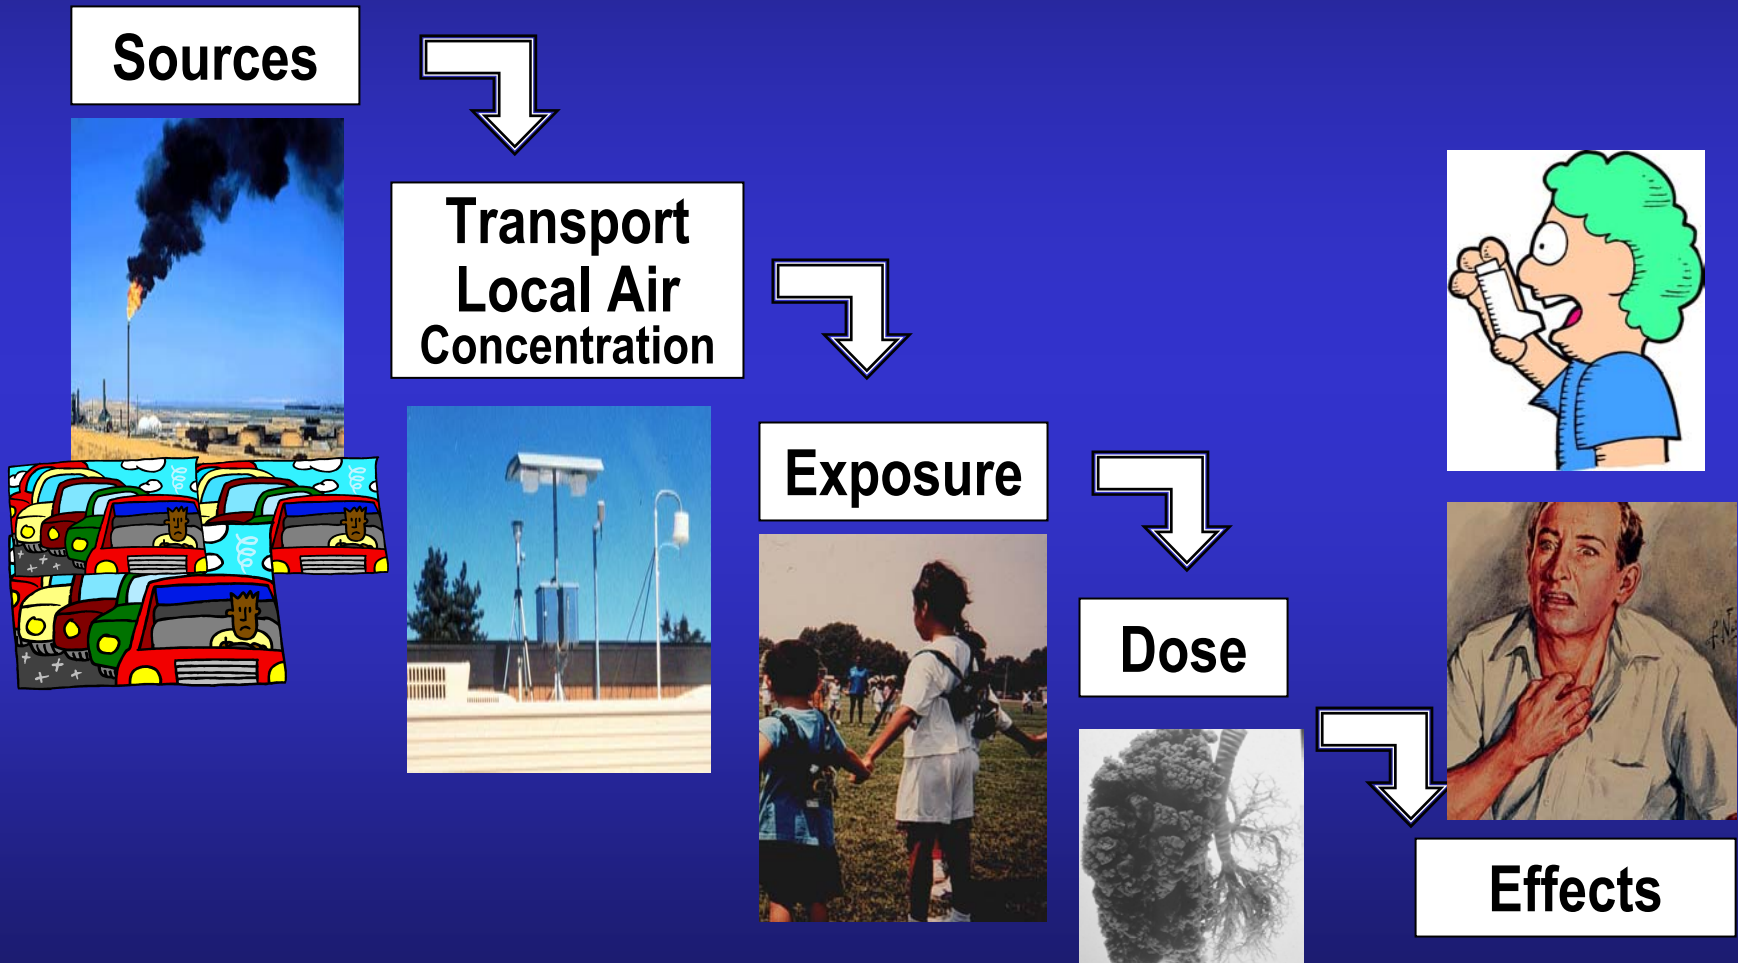 Sources
Transport
Local Air
Concentration
Exposure
Dose
Effects